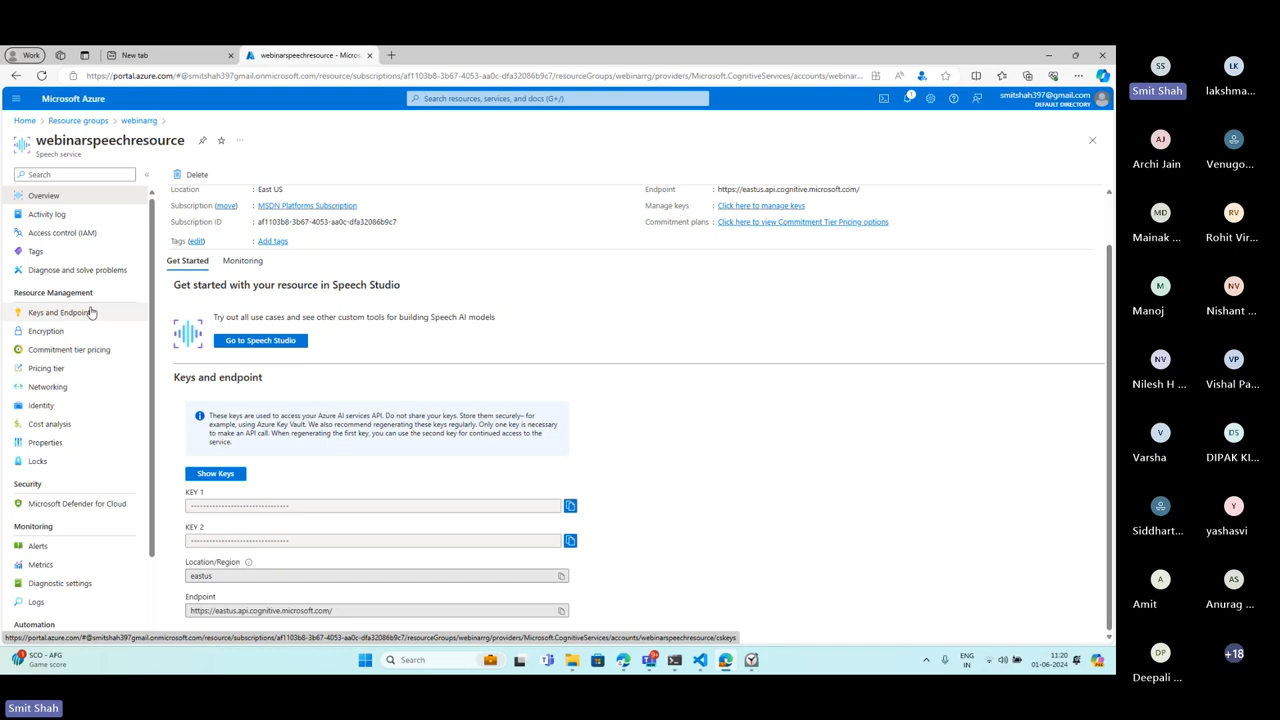 Work
New tab
webinarspeechresource - Micros
https://portal.azure.com/#@smitshah397gmail.onmicrosoft.com/resource/subscriptions/af1103b8-3b67-4053-aa0c-dfa32086b9c7/resourceGroups/webinarrg/providers/Microsoft.CognitiveServices/accounts/webinar...
Microsoft Azure
Search resources, services, and docs (G+/)
1
smitshah397@gmail.com
DEFAULT DIRECTORY
Home > Resource groups > webinarrg >
webinarspeechresource
Speech service
Search
Delete
Overview
Activity log
Access control (IAM)
Tags
Diagnose and solve problems
Resource Management
Keys and Endpoint
Encryption
Commitment tier pricing
Pricing tier
Networking
Identity
Cost analysis
Properties
Locks
Security
Microsoft Defender for Cloud
Monitoring
Alerts
Metrics
Diagnostic settings
Logs
Automation
Location : East US
Subscription (move) : MSDN Platforms Subscription
Subscription ID : af1103b8-3b67-4053-aa0c-dfa32086b9c7
Tags (edit) : Add tags
Endpoint : https://eastus.api.cognitive.microsoft.com/
Manage keys : Click here to manage keys
Commitment plans : Click here to view Commitment Tier Pricing options
Get Started
Monitoring
Get started with your resource in Speech Studio
Try out all use cases and see other custom tools for building Speech AI models
Go to Speech Studio
Keys and endpoint
These keys are used to access your Azure AI services API. Do not share your keys. Store them securely– for
example, using Azure Key Vault. We also recommend regenerating these keys regularly. Only one key is
necessary to make an API call. When regenerating the first key, you can use the second key for continued access to the
service.
Show Keys
KEY 1
KEY 2
Location/Region
eastus
Endpoint
https://eastus.api.cognitive.microsoft.com/
https://portal.azure.com/#@smitshah397gmail.onmicrosoft.com/resource/subscriptions/af1103b8-3b67-4053-aa0c-dfa32086b9c7/resourceGroups/webinarrg/providers/Microsoft.CognitiveServices/accounts/webinarspeechresource/cskeys
SCO - AFG
Game score
Search
ENG
IN
11:20
01-06-2024
Smit Shah
SS
Smit Shah
LK
lakshma...
AJ
Archi Jain
Venugo...
MD
Mainak ...
RV
Rohit Vir...
M
Manoj
NV
Nishant ...
NV
Nilesh H ...
VP
Vishal Pa...
V
Varsha
DS
DIPAK KI...
Siddhart...
Y
yashasvi
A
Amit
AS
Anurag ...
DP
Deepali ...
+18